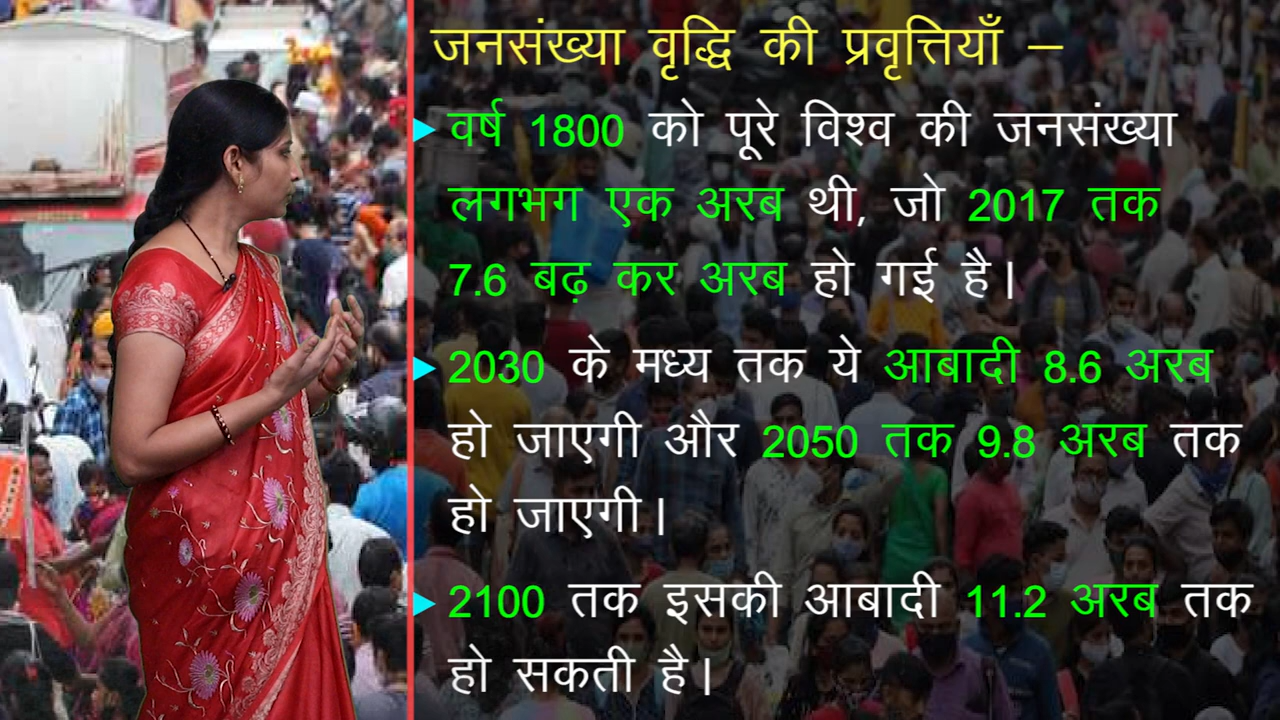 जनसंख्या वृद्धि की प्रवृत्तियाँ –
वर्ष 1800 को पूरे विश्व की जनसंख्या
लगभग एक अरब थी, जो 2017 तक
7.6 बढ़ कर अरब हो गई है।
2030 के मध्य तक ये आबादी 8.6 अरब
हो जाएगी और 2050 तक 9.8 अरब तक
हो जाएगी।
2100 तक इसकी आबादी 11.2 अरब तक
हो सकती है।